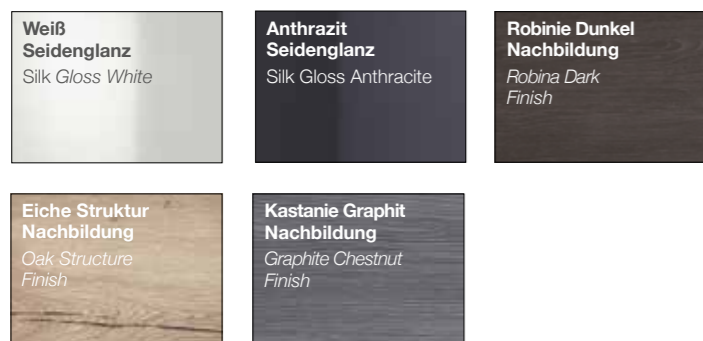 Weiß
Seidenglanz
Silk Gloss White
Anthrazit
Seidenglanz
Silk Gloss Anthracite
Robinie Dunkel
Nachbildung
Robina Dark
Finish
Eiche Struktur
Nachbildung
Oak Structure
Finish
Kastanie Graphit
Nachbildung
Graphite Chestnut
Finish